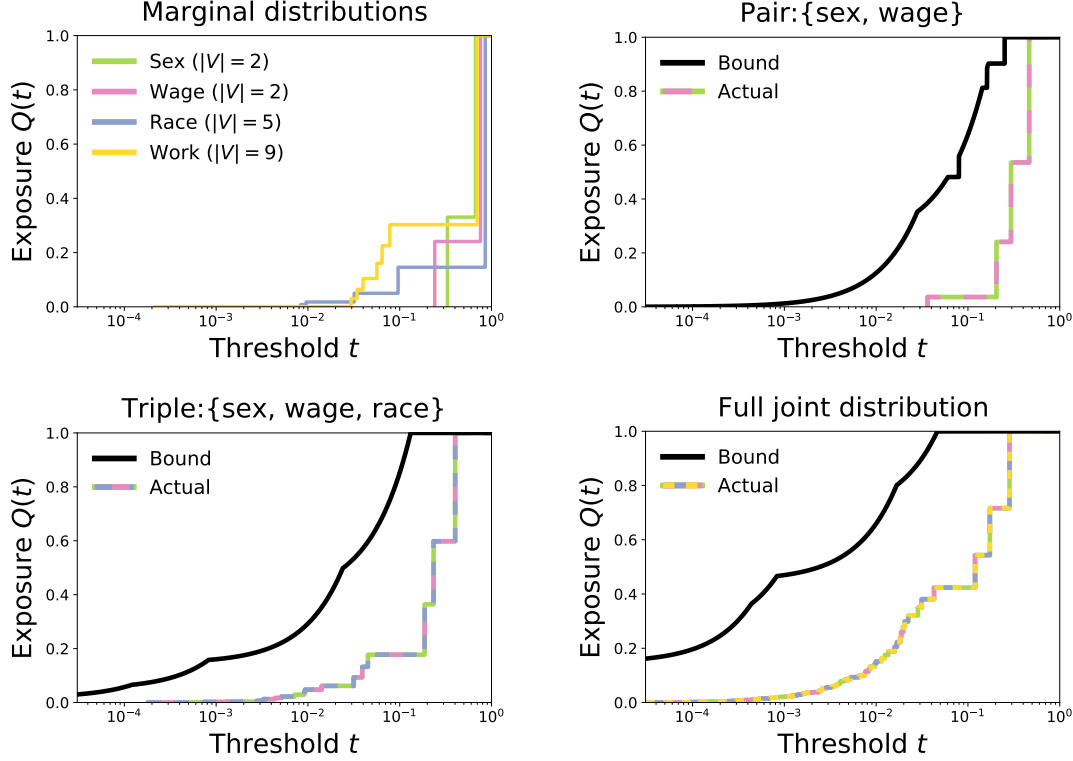 Marginal distributions
Exposure Q(t)
1.0
0.8
0.6
0.4
0.2
0.0
Sex (|V| = 2)
Wage (|V| = 2)
Race (|V| = 5)
Work (|V| = 9)
10⁻⁴
10⁻³
10⁻²
10⁻¹
10⁰
Threshold t
Pair:{sex, wage}
Exposure Q(t)
1.0
0.8
0.6
0.4
0.2
0.0
Bound
Actual
10⁻⁴
10⁻³
10⁻²
10⁻¹
10⁰
Threshold t
Triple:{sex, wage, race}
Exposure Q(t)
1.0
0.8
0.6
0.4
0.2
0.0
Bound
Actual
10⁻⁴
10⁻³
10⁻²
10⁻¹
10⁰
Threshold t
Full joint distribution
Exposure Q(t)
1.0
0.8
0.6
0.4
0.2
0.0
Bound
Actual
10⁻⁴
10⁻³
10⁻²
10⁻¹
10⁰
Threshold t